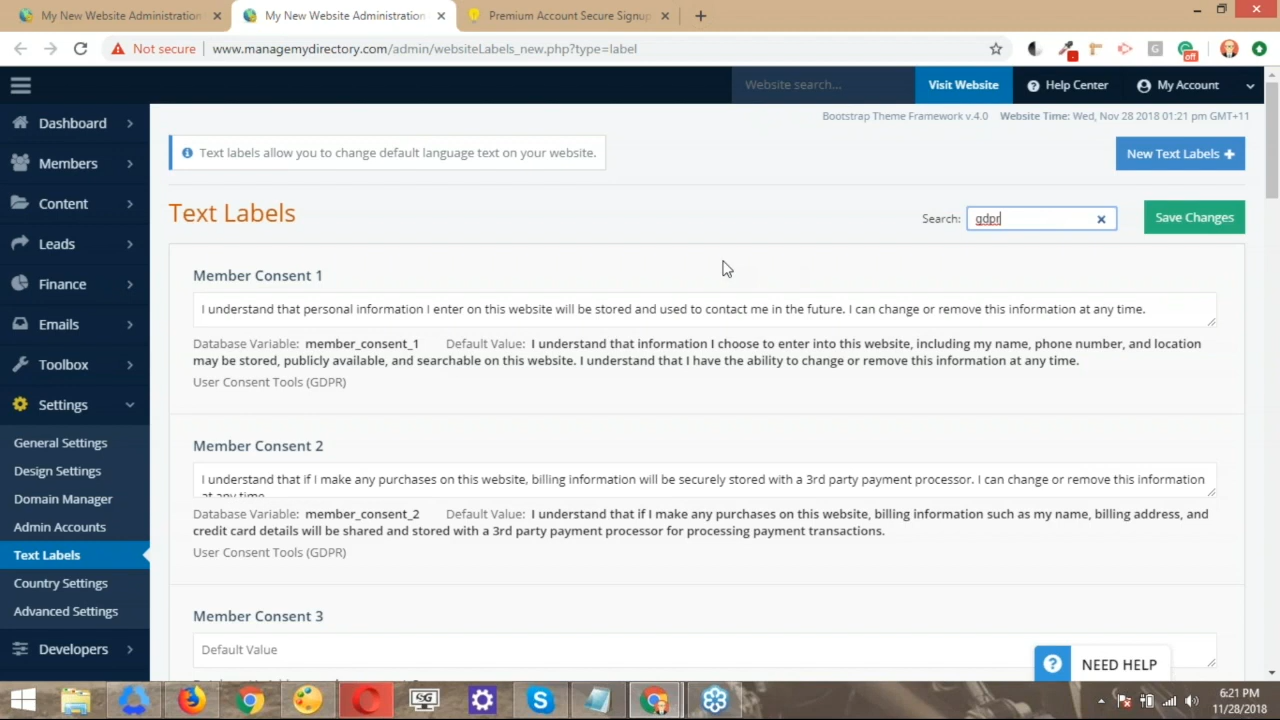 My New Website Administration
My New Website Administration
Premium Account Secure Signup
Not secure
www.managemydirectory.com/admin/websiteLabels_new.php?type=label
off
Website search...
Visit Website
Help Center
My Account
Bootstrap Theme Framework v.4.0 Website Time: Wed, Nov 28 2018 01:21 pm GMT+11
Dashboard
Members
Content
Leads
Finance
Emails
Toolbox
Settings
General Settings
Design Settings
Domain Manager
Admin Accounts
Text Labels
Country Settings
Advanced Settings
Developers
Text labels allow you to change default language text on your website.
New Text Labels
Text Labels
Search:
gdpr
Save Changes
Member Consent 1
I understand that personal information I enter on this website will be stored and used to contact me in the future. I can change or remove this information at any time.
Database Variable: member_consent_1 Default Value: I understand that information I choose to enter into this website, including my name, phone number, and location
may be stored, publicly available, and searchable on this website. I understand that I have the ability to change or remove this information at any time.
User Consent Tools (GDPR)
Member Consent 2
I understand that if I make any purchases on this website, billing information will be securely stored with a 3rd party payment processor. I can change or remove this information
at any time.
Database Variable: member_consent_2 Default Value: I understand that if I make any purchases on this website, billing information such as my name, billing address, and
credit card details will be shared and stored with a 3rd party payment processor for processing payment transactions.
User Consent Tools (GDPR)
Member Consent 3
Default Value
NEED HELP
SG
6:21 PM
11/28/2018